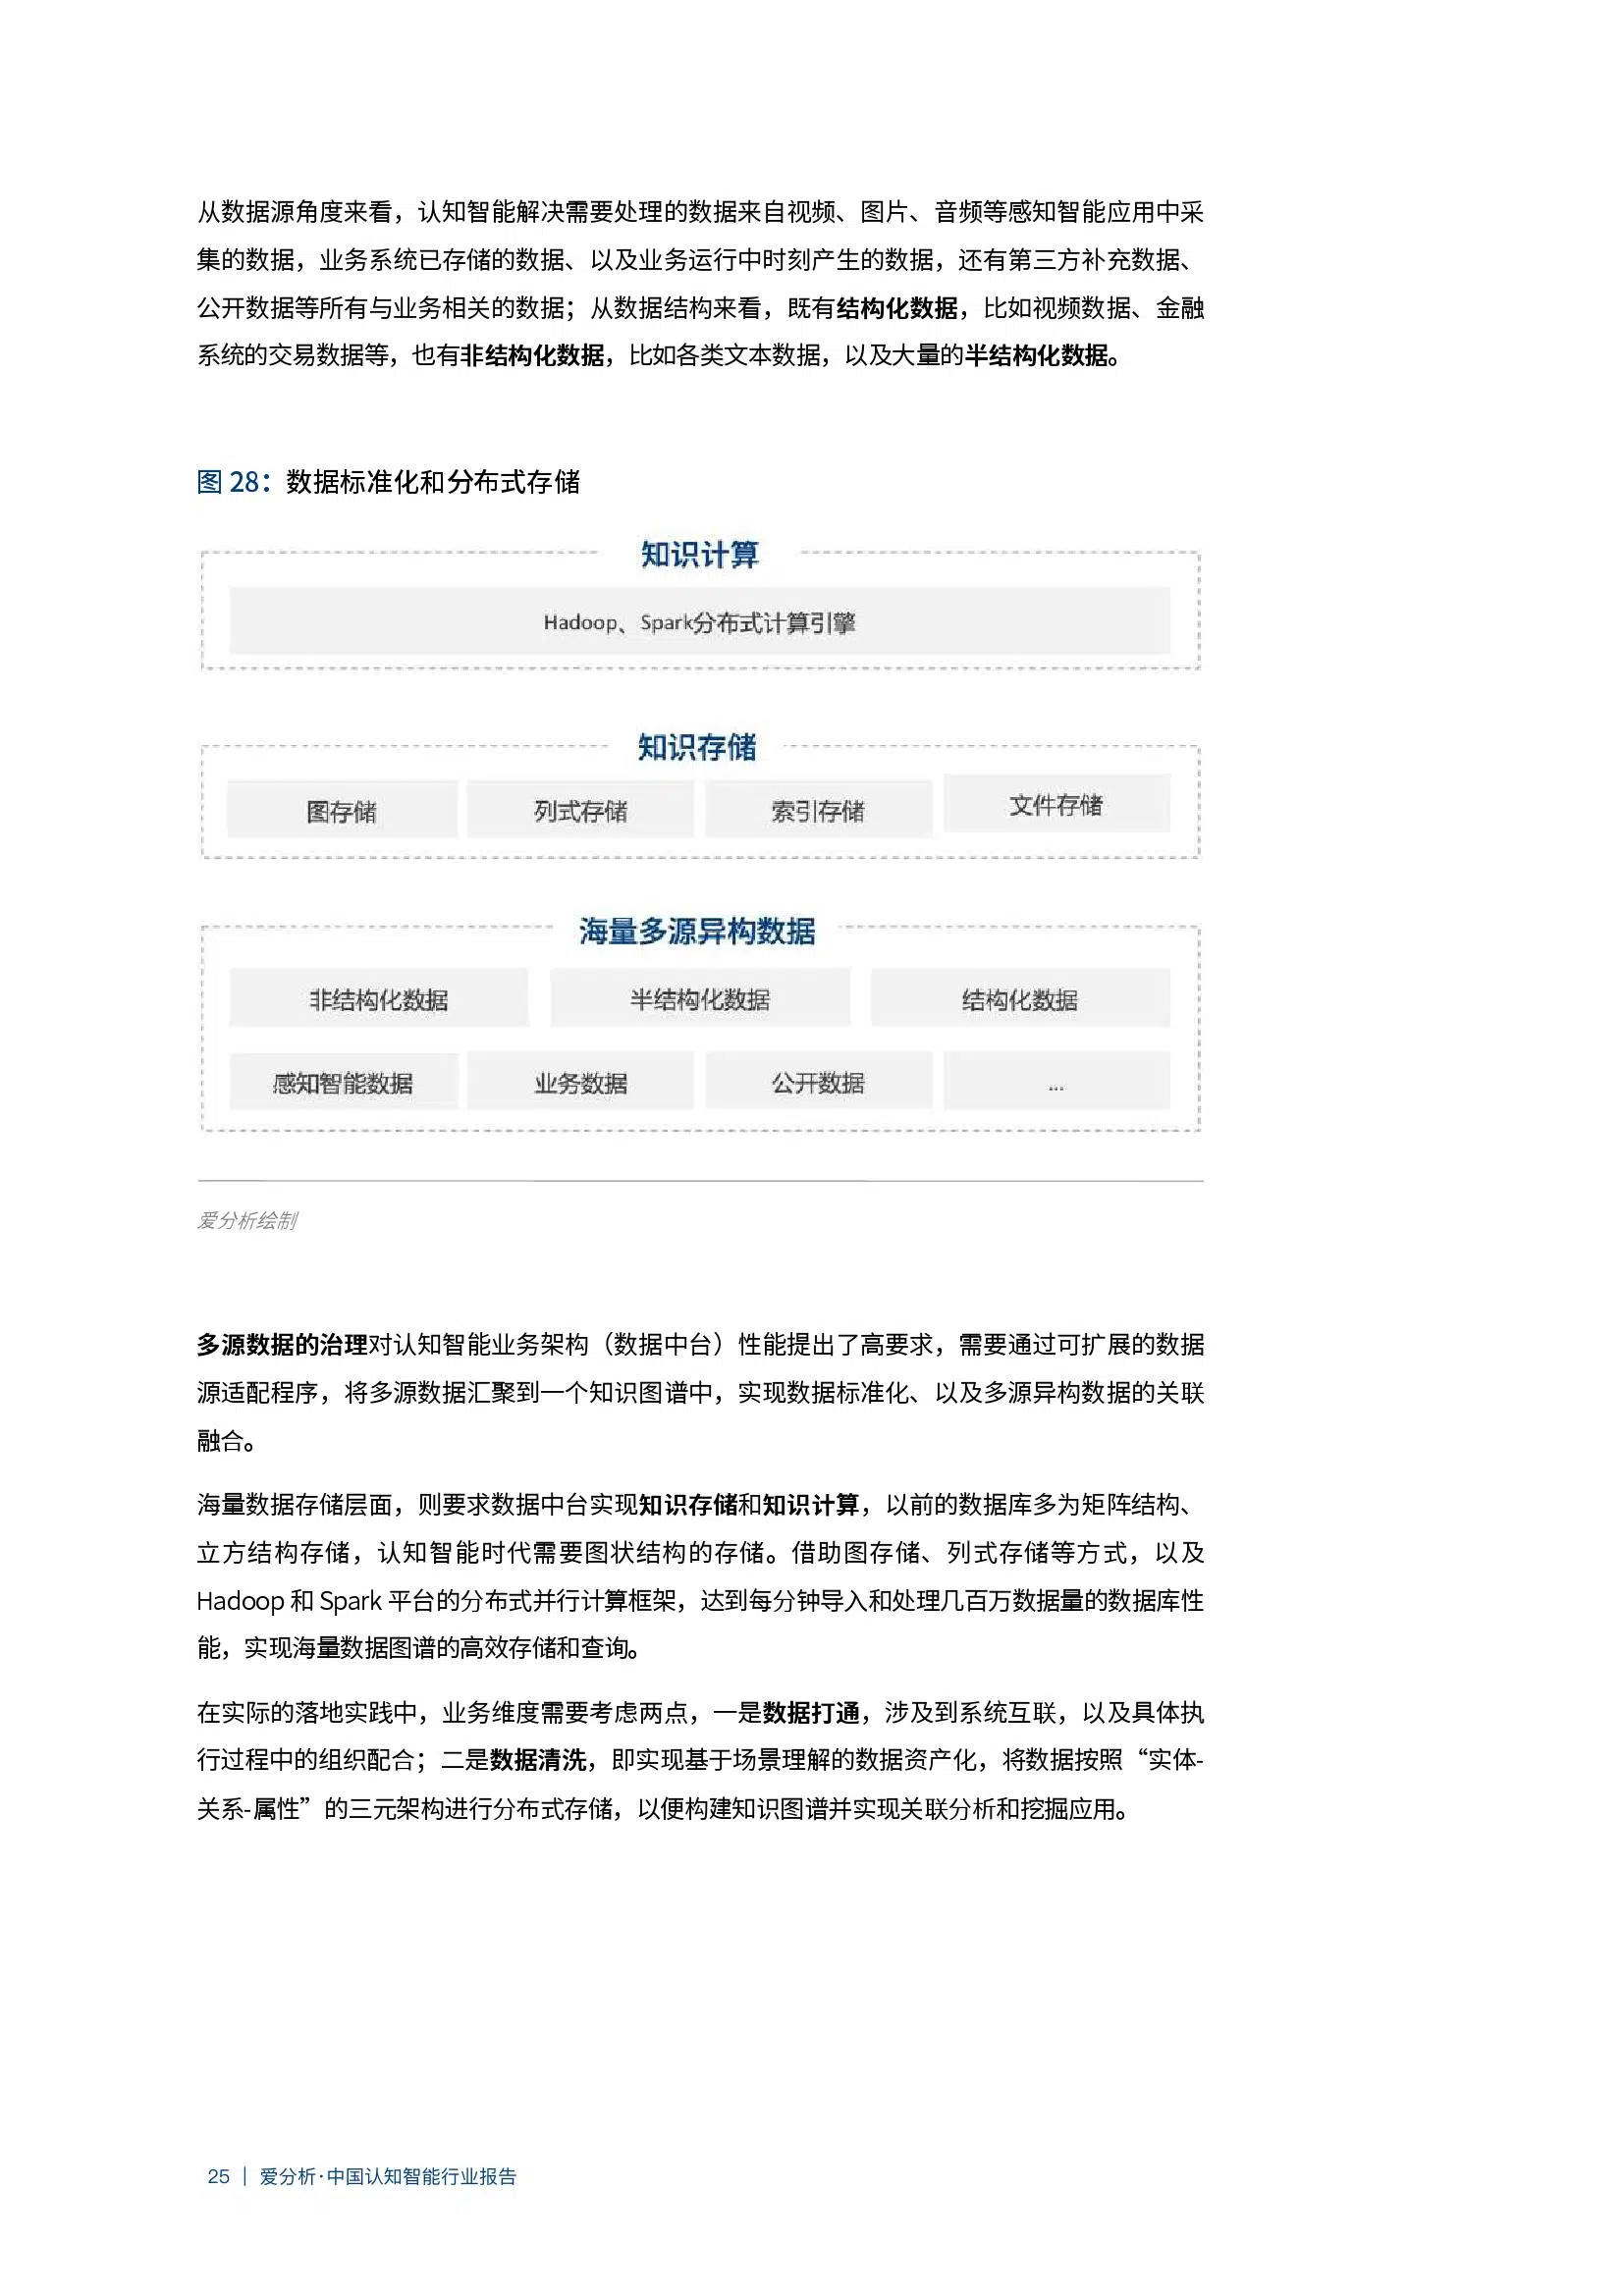 从数据源角度来看，认知智能解决需要处理的数据来自视频、图片、音频等感知智能应用中采
集的数据，业务系统已存储的数据、以及业务运行中时刻产生的数据，还有第三方补充数据、
公开数据等所有与业务相关的数据；从数据结构来看，既有结构化数据，比如视频数据、金融
系统的交易数据等，也有非结构化数据，比如各类文本数据，以及大量的半结构化数据。
图 28：数据标准化和分布式存储
知识计算
Hadoop、Spark分布式计算引擎
知识存储
图存储 列式存储 索引存储 文件存储
海量多源异构数据
非结构化数据 半结构化数据 结构化数据
感知智能数据 业务数据 公开数据 ...
爱分析绘制
多源数据的治理对认知智能业务架构（数据中台）性能提出了高要求，需要通过可扩展的数据
源适配程序，将多源数据汇聚到一个知识图谱中，实现数据标准化、以及多源异构数据的关联
融合。
海量数据存储层面，则要求数据中台实现知识存储和知识计算，以前的数据库多为矩阵结构、
立方结构存储，认知智能时代需要图状结构的存储。借助图存储、列式存储等方式，以及
Hadoop 和 Spark 平台的分布式并行计算框架，达到每分钟导入和处理几百万数据量的数据库性
能，实现海量数据图谱的高效存储和查询。
在实际的落地实践中，业务维度需要考虑两点，一是数据打通，涉及到系统互联，以及具体执
行过程中的组织配合；二是数据清洗，即实现基于场景理解的数据资产化，将数据按照“实体-
关系-属性”的三元架构进行分布式存储，以便构建知识图谱并实现关联分析和挖掘应用。
25 | 爱分析·中国认知智能行业报告